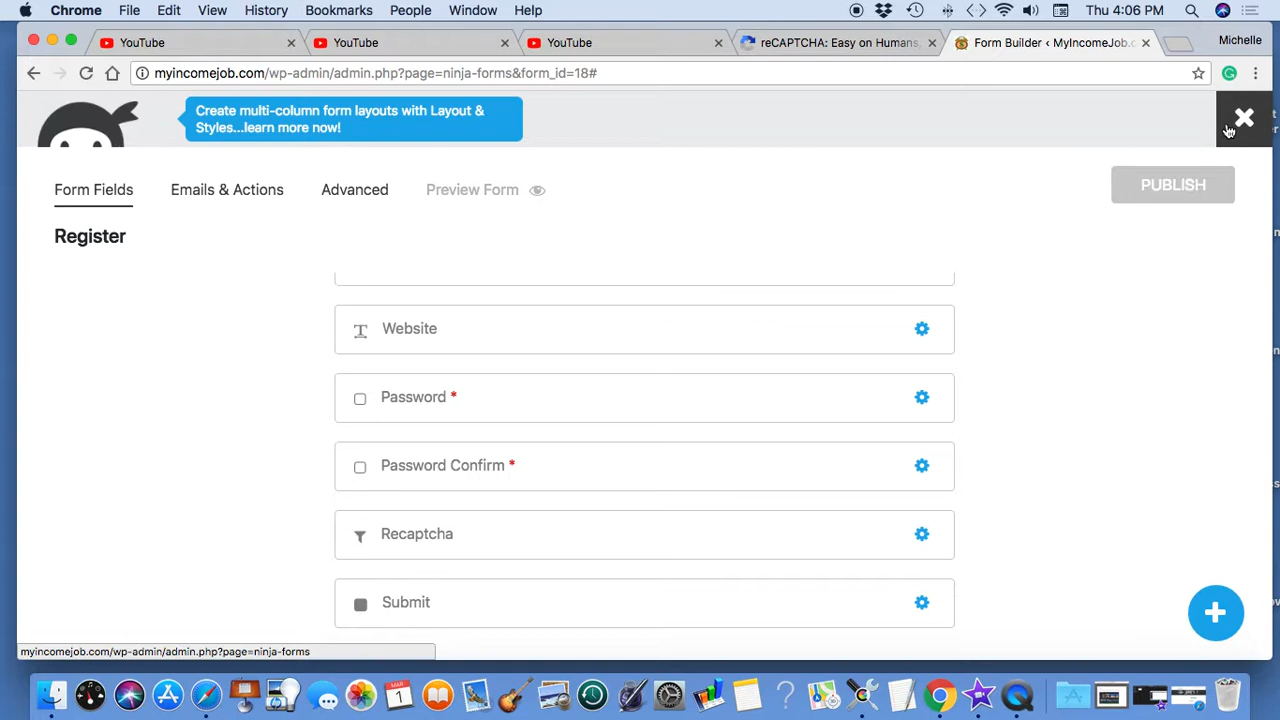 Chrome File Edit View History Bookmarks People Window Help Thu 4:06 PM
YouTube YouTube YouTube reCAPTCHA: Easy on Humans, Form Builder ‹ MyIncomeJob.c Michelle
myincomejob.com/wp-admin/admin.php?page=ninja-forms&form_id=18#
Create multi-column form layouts with Layout &
Styles...learn more now!
Form Fields Emails & Actions Advanced Preview Form PUBLISH
Register
Website
Password *
Password Confirm *
Recaptcha
Submit
myincomejob.com/wp-admin/admin.php?page=ninja-forms